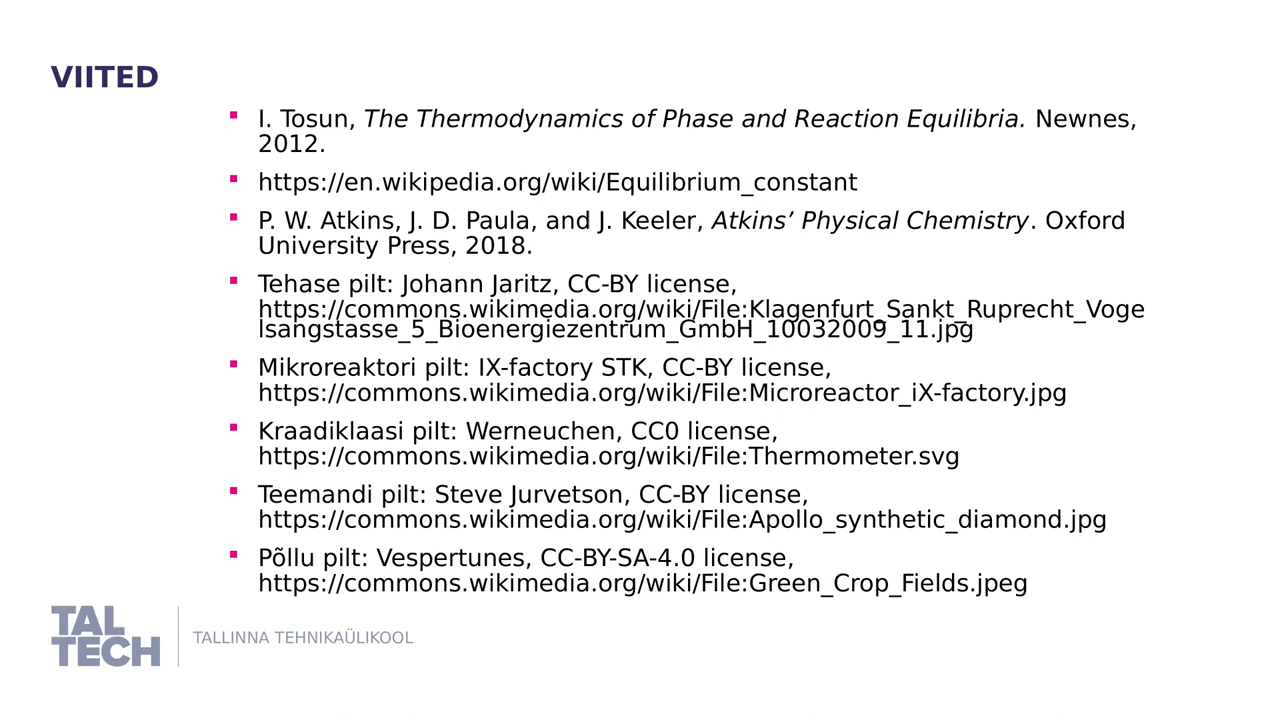 VIITED
I. Tosun, The Thermodynamics of Phase and Reaction Equilibria. Newnes,
2012.
https://en.wikipedia.org/wiki/Equilibrium_constant
P. W. Atkins, J. D. Paula, and J. Keeler, Atkins’ Physical Chemistry. Oxford
University Press, 2018.
Tehase pilt: Johann Jaritz, CC-BY license,
https://commons.wikimedia.org/wiki/File:Klagenfurt_Sankt_Ruprecht_Voge
lsangstasse_5_Bioenergiezentrum_GmbH_10032009_11.jpg
Mikroreaktori pilt: IX-factory STK, CC-BY license,
https://commons.wikimedia.org/wiki/File:Microreactor_iX-factory.jpg
Kraadiklaasi pilt: Werneuchen, CC0 license,
https://commons.wikimedia.org/wiki/File:Thermometer.svg
Teemandi pilt: Steve Jurvetson, CC-BY license,
https://commons.wikimedia.org/wiki/File:Apollo_synthetic_diamond.jpg
Põllu pilt: Vespertunes, CC-BY-SA-4.0 license,
https://commons.wikimedia.org/wiki/File:Green_Crop_Fields.jpeg
TAL
TECH
TALLINNA TEHNIKAÜLIKOOL